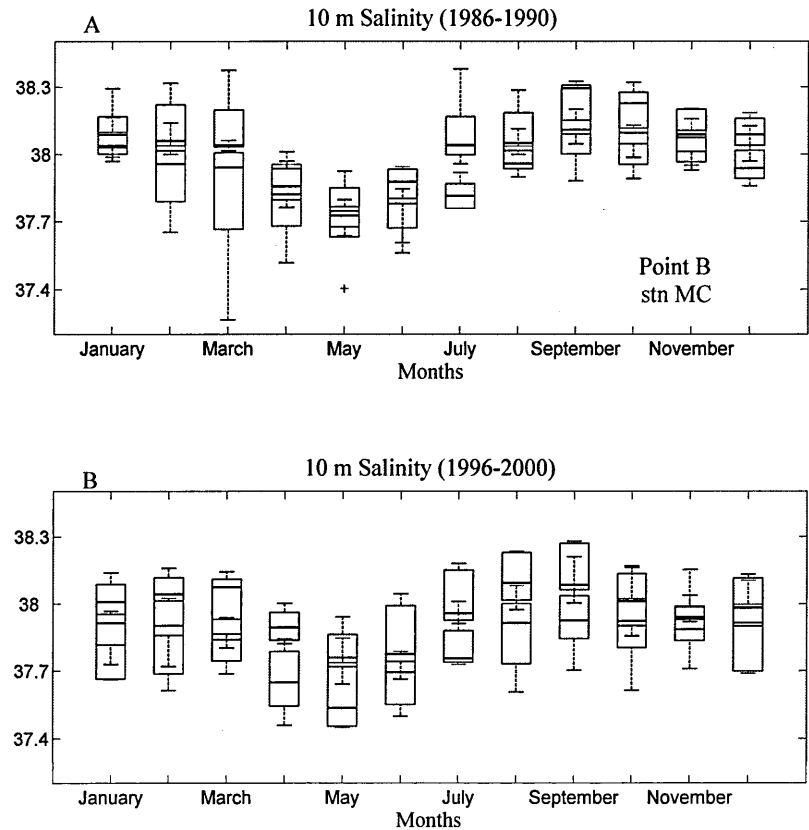 A
10 m Salinity (1986-1990)
38.3
38
37.7
37.4
Point B
stn MC
January March May July September November
Months
B
10 m Salinity (1996-2000)
38.3
38
37.7
37.4
January March May July September November
Months